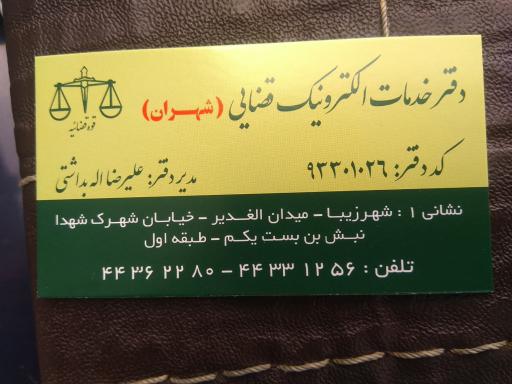 دفتر خدمات الکترونیک قضایی (شهران)
قوه قضائیه
کد دفتر: ۹۳۳۰۱۰۲۶
مدیر دفتر: علیرضا اله بداشتی
نشانی ۱ : شهرزیبا - میدان الغدیر - خیابان شهرک شهدا
نبش بن بست یکم - طبقه اول
تلفن : ۵۶ ۱۲ ۳۳ ۴۴ - ۸۰ ۲۲ ۳۶ ۴۴